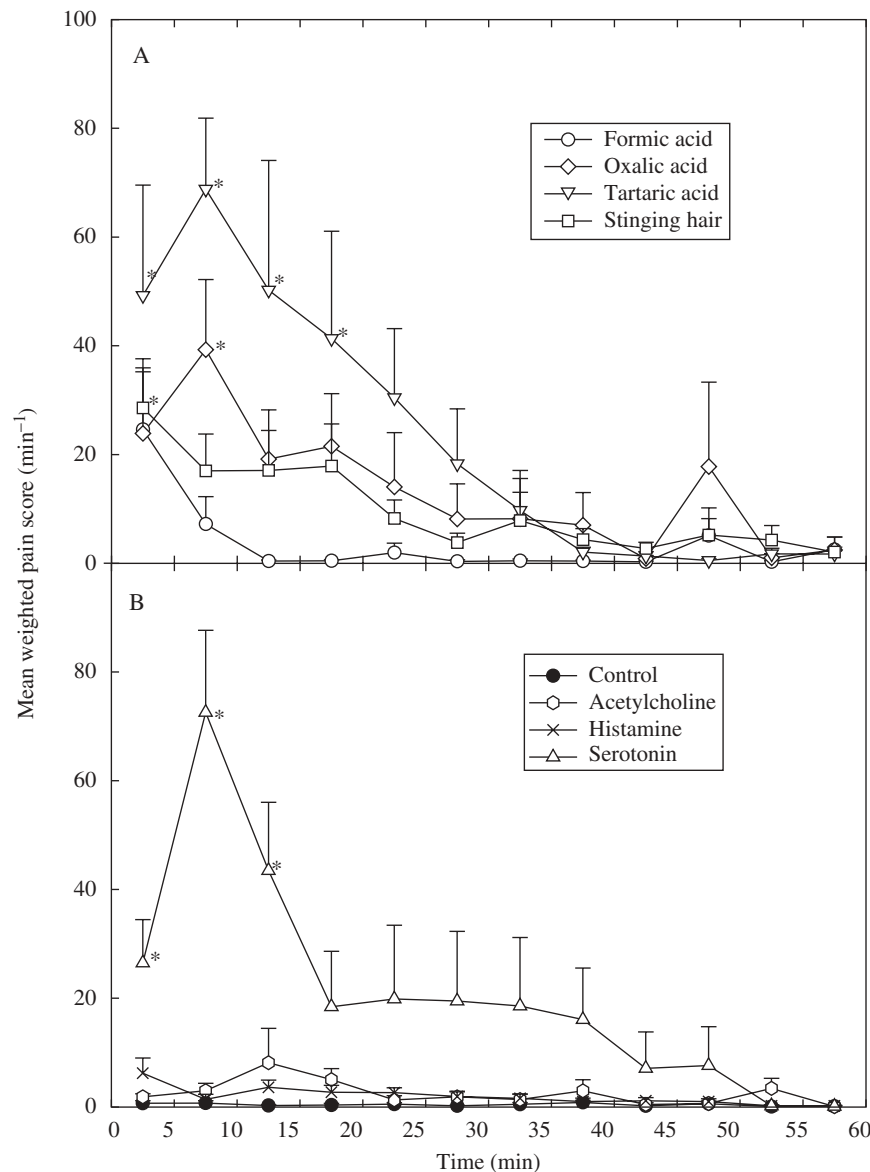 100
A
80
60
40
20
0
Formic acid
Oxalic acid
Tartaric acid
Stinging hair
*
*
*
*
*
*
Mean weighted pain score (min⁻¹)
B
80
60
40
20
0
Control
Acetylcholine
Histamine
Serotonin
*
*
*
0 5 10 15 20 25 30 35 40 45 50 55 60
Time (min)